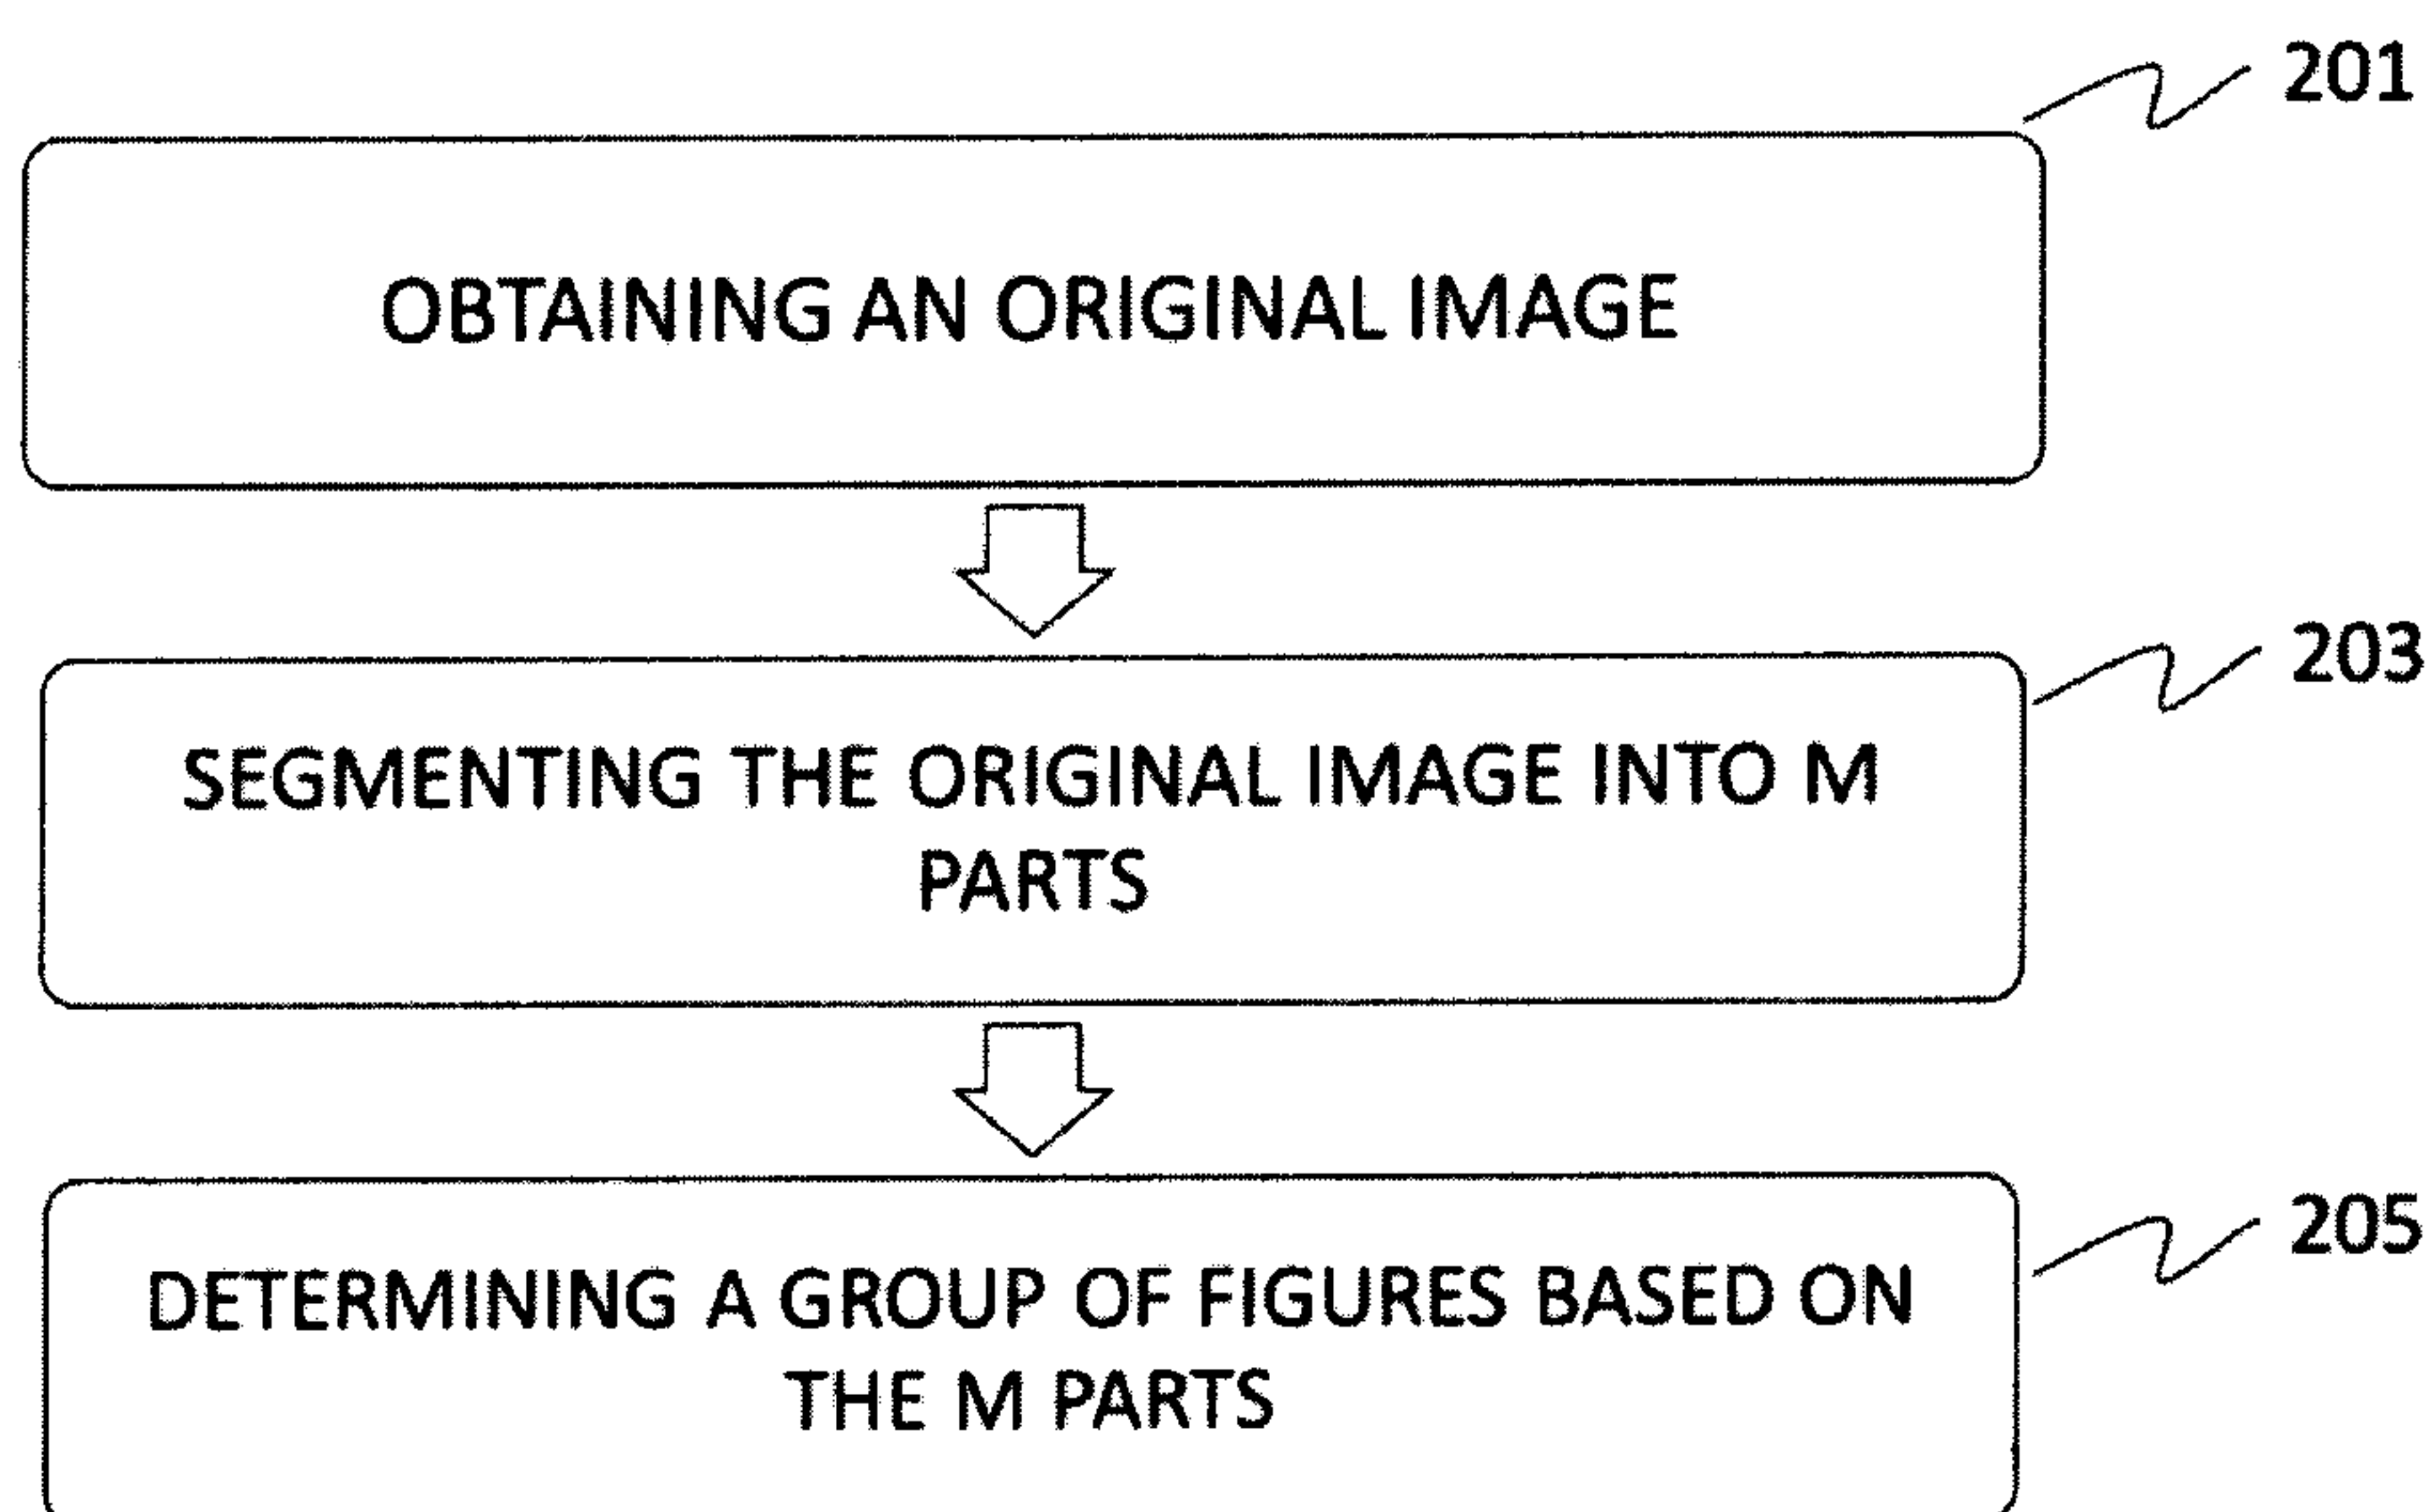 201
OBTAINING AN ORIGINAL IMAGE
203
SEGMENTING THE ORIGINAL IMAGE INTO M
PARTS
205
DETERMINING A GROUP OF FIGURES BASED ON
THE M PARTS